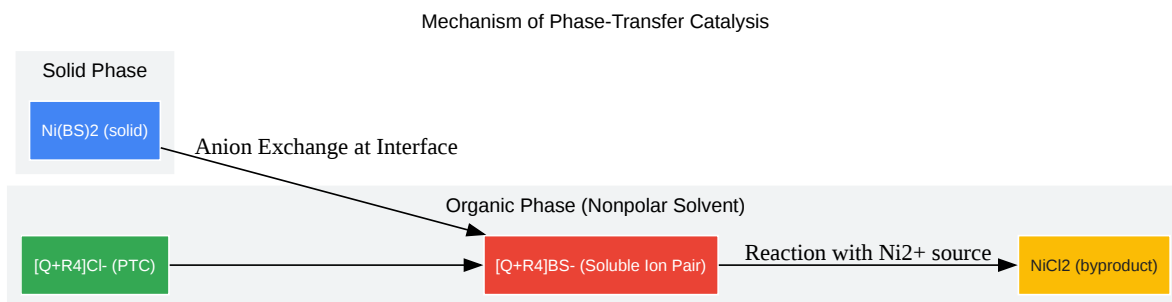 Mechanism of Phase-Transfer Catalysis
Solid Phase
Ni(BS)2 (solid)
Anion Exchange at Interface
Organic Phase (Nonpolar Solvent)
[Q+R4]Cl- (PTC)
[Q+R4]BS- (Soluble Ion Pair)
Reaction with Ni2+ source
NiCl2 (byproduct)